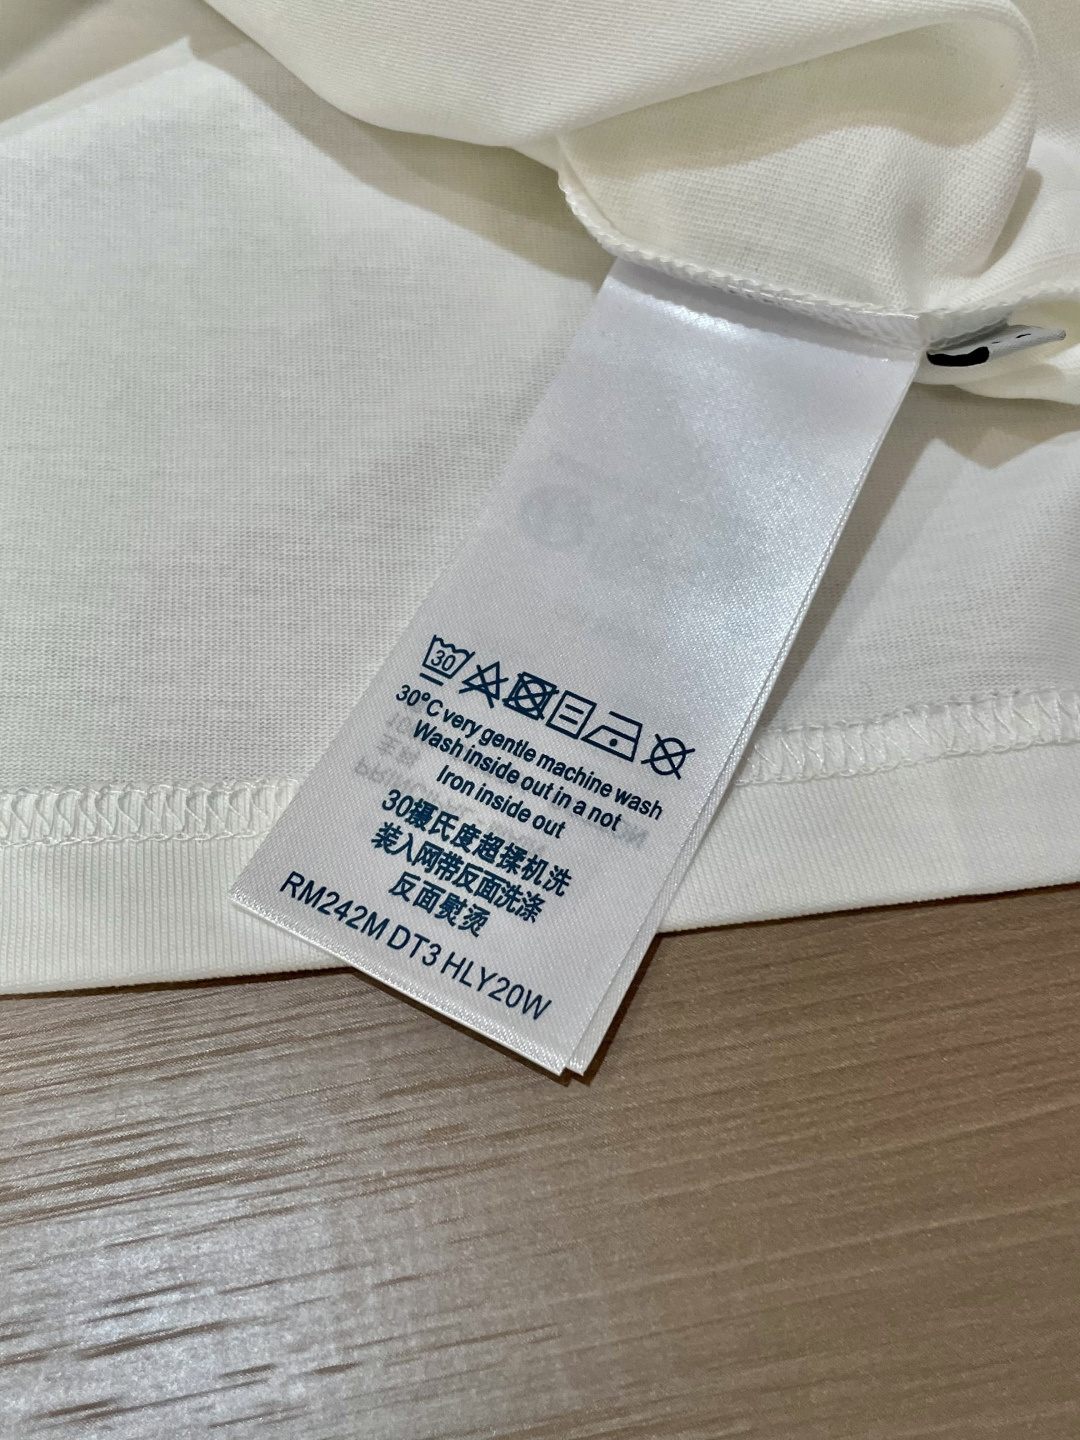 30
30°C very gentle machine wash
Wash inside out in a not
Iron inside out
30摄氏度超揉机洗
装入网带反面洗涤
反面熨烫
RM242M DT3 HLY20W